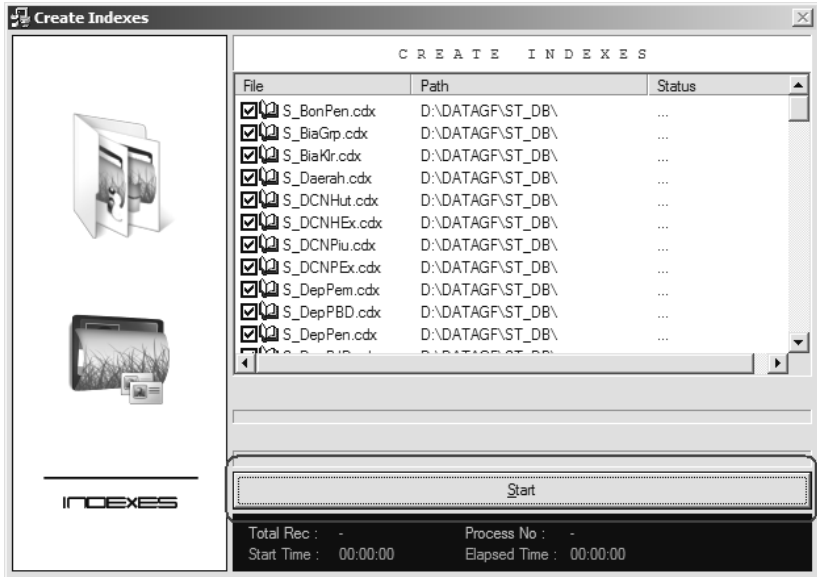 Create Indexes
CREATE INDEXES
File Path Status
S_BonPen.cdx D:\DATAGF\ST_DB\ ...
S_BiaGrp.cdx D:\DATAGF\ST_DB\ ...
S_BiaKlr.cdx D:\DATAGF\ST_DB\ ...
S_Daerah.cdx D:\DATAGF\ST_DB\ ...
S_DCNHut.cdx D:\DATAGF\ST_DB\ ...
S_DCNHEx.cdx D:\DATAGF\ST_DB\ ...
S_DCNPiu.cdx D:\DATAGF\ST_DB\ ...
S_DCNPEx.cdx D:\DATAGF\ST_DB\ ...
S_DepPem.cdx D:\DATAGF\ST_DB\ ...
S_DepPBD.cdx D:\DATAGF\ST_DB\ ...
S_DepPen.cdx D:\DATAGF\ST_DB\ ...
Start
INDEXES
Total Rec : - Process No : -
Start Time : 00:00:00 Elapsed Time : 00:00:00